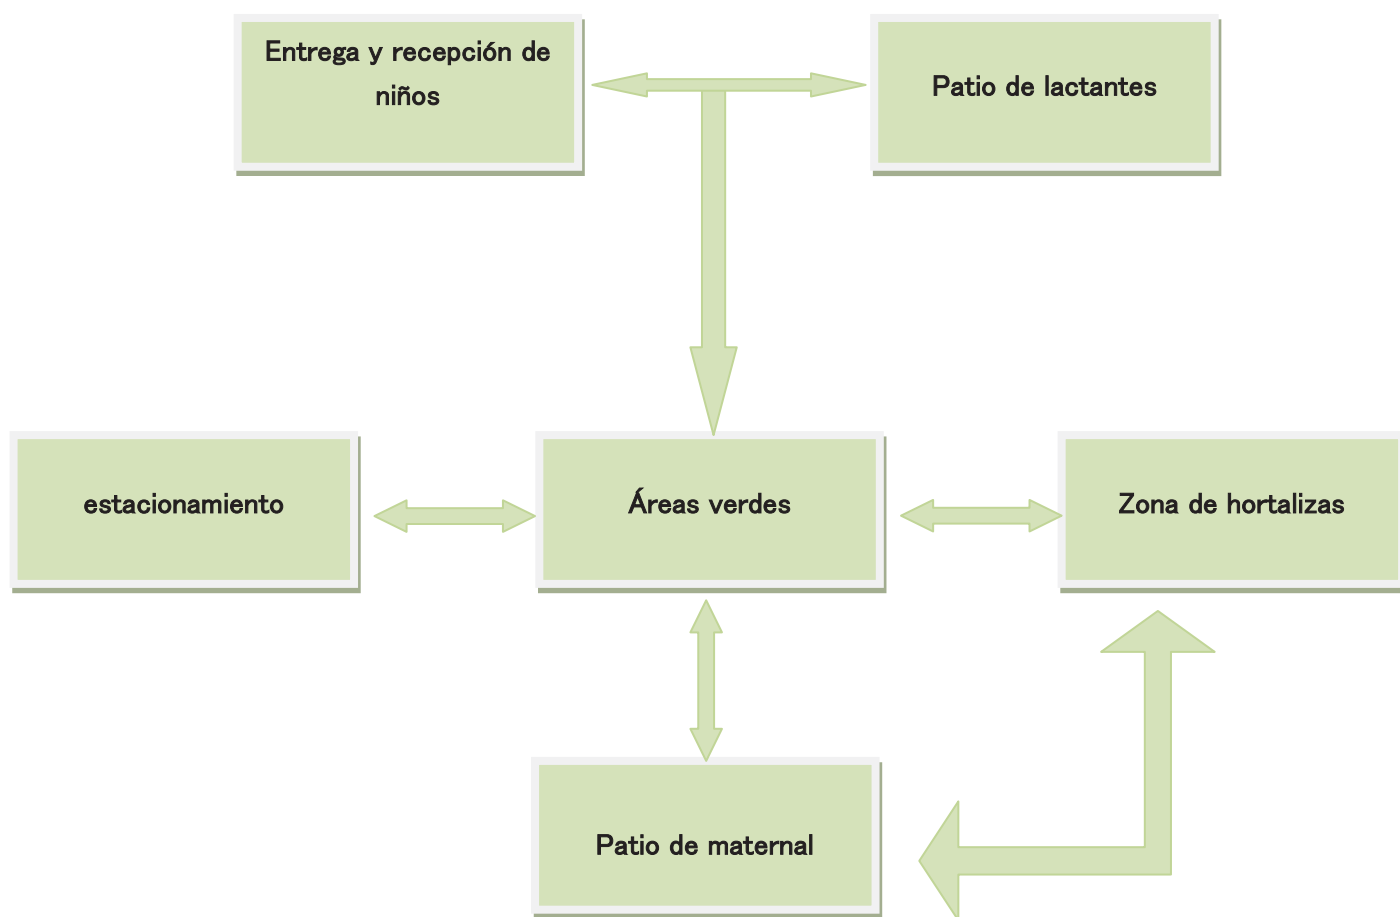 Entrega y recepción de
niños
Patio de lactantes
estacionamiento
Áreas verdes
Zona de hortalizas
Patio de maternal